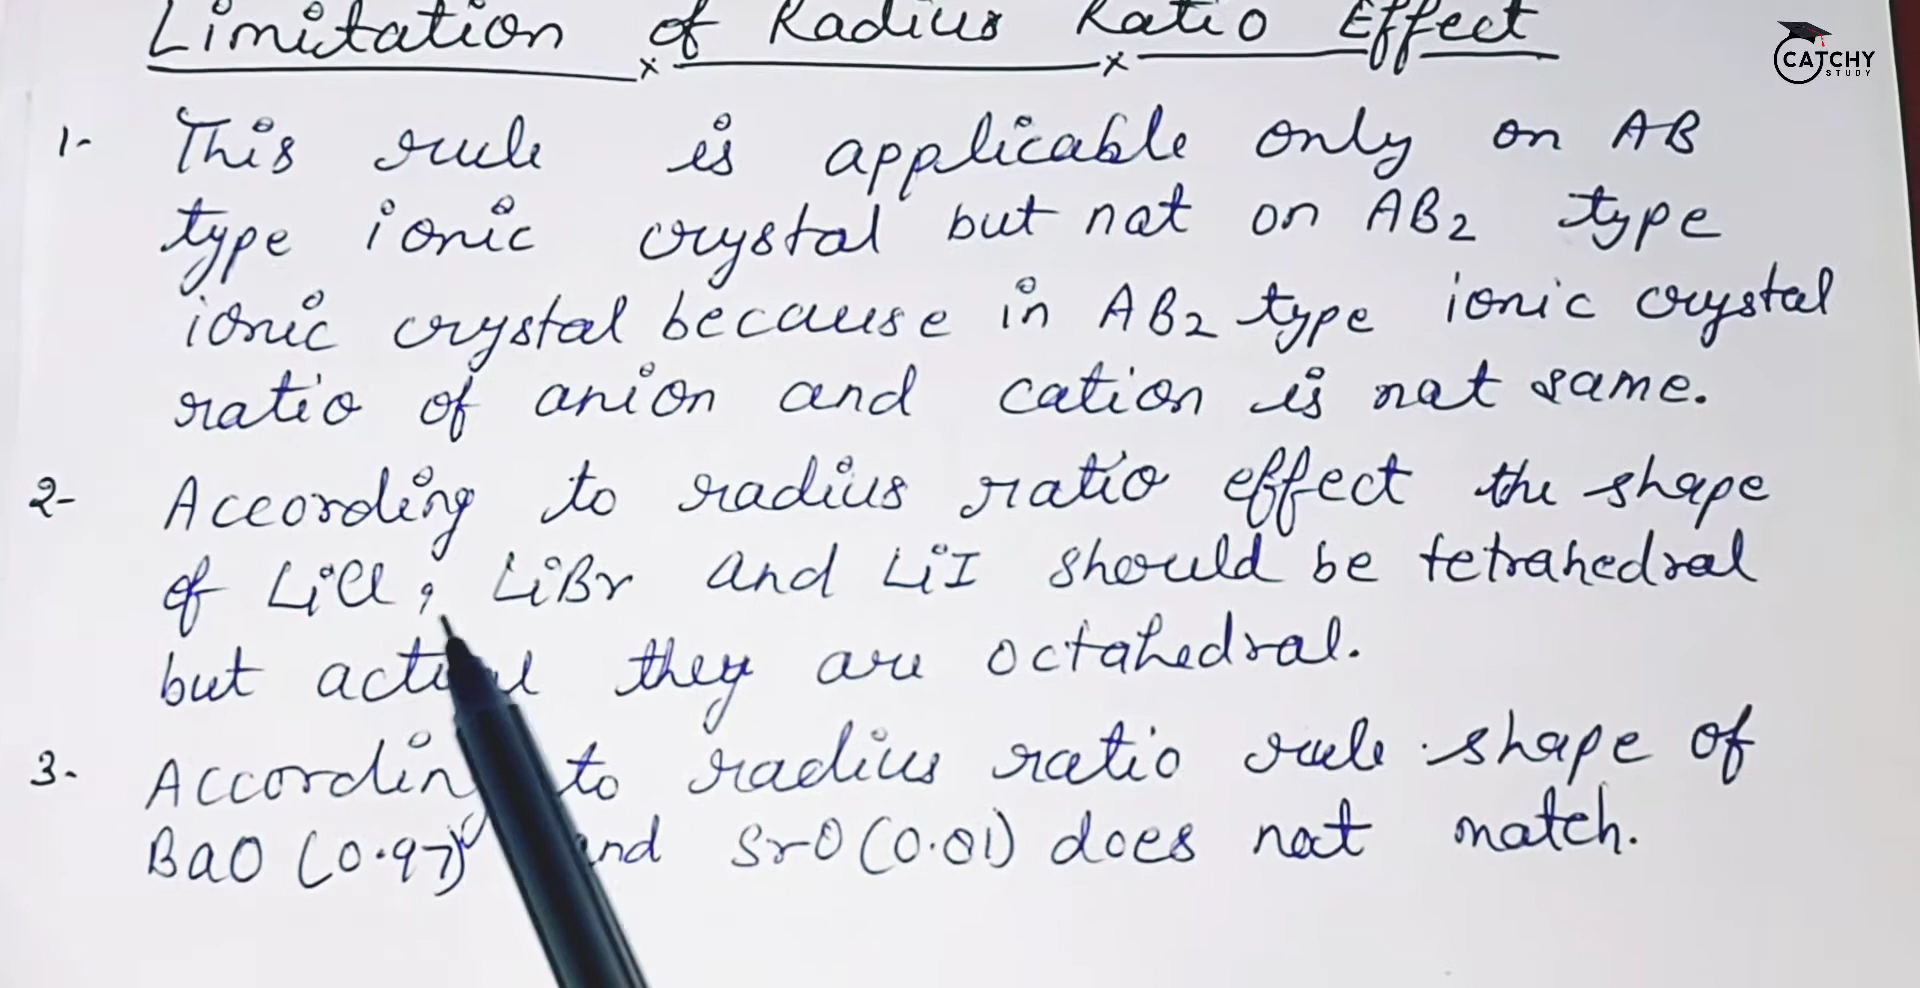 Limitation of Radius Ratio Effect
CATCHY
STUDY
1- This rule is applicable only on AB
type ionic crystal but not on AB2 type
ionic crystal because in AB2 type ionic crystal
ratio of anion and cation is not same.
2- According to radius ratio effect the shape
of LiCl, LiBr and LiI should be tetrahedral
but they are octahedral.
3- According to radius ratio rule shape of
BaO (0.97) and SrO (0.81) does not match.